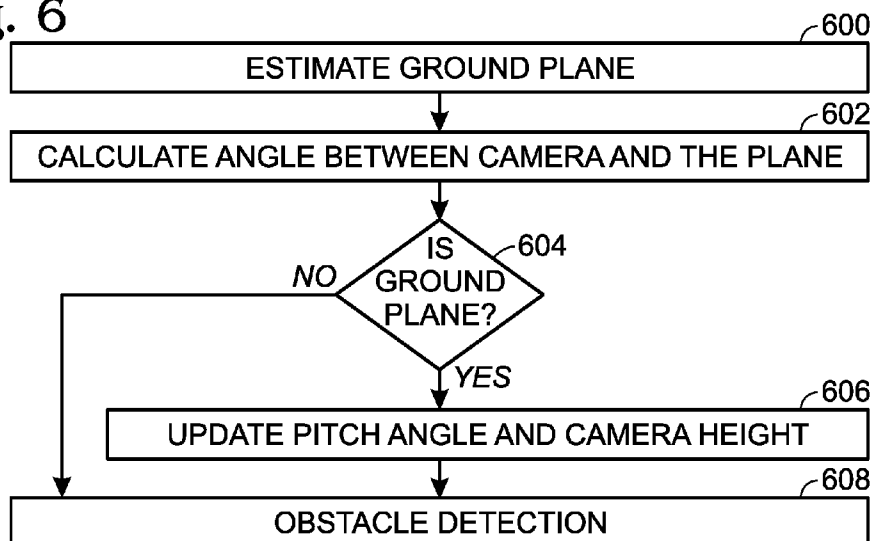 . 6
600
ESTIMATE GROUND PLANE
602
CALCULATE ANGLE BETWEEN CAMERA AND THE PLANE
604
IS
GROUND
PLANE?
NO
YES
606
UPDATE PITCH ANGLE AND CAMERA HEIGHT
608
OBSTACLE DETECTION